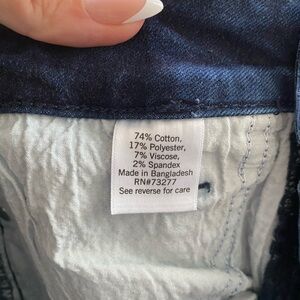 74% Cotton,
17% Polyester,
7% Viscose,
2% Spandex
Made in Bangladesh
RN#73277
See reverse for care